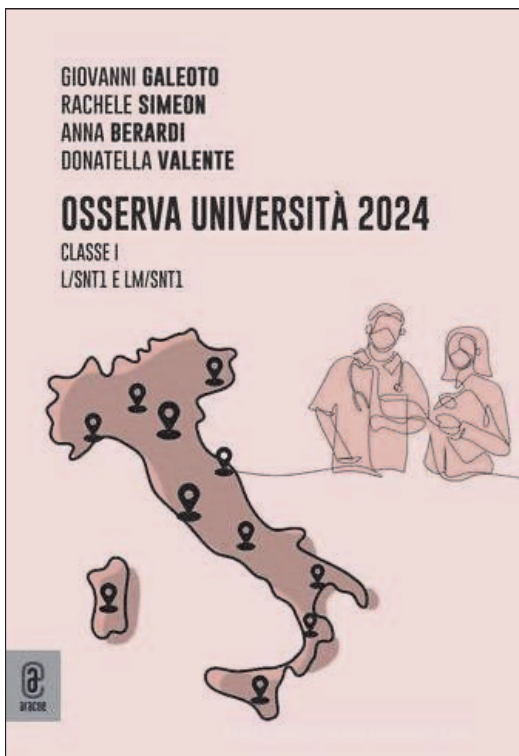 GIOVANNI GALEOTO
RACHELE SIMEON
ANNA BERARDI
DONATELLA VALENTE
OSSERVA UNIVERSITÀ 2024
CLASSE I
L/SNT1 E LM/SNT1
aracne